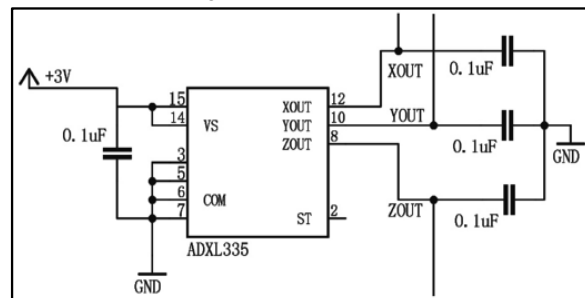 +3V
0.1uF
15
14
3
5
6
7
VS
COM
XOUT
YOUT
ZOUT
ST
12
10
8
2
ADXL335
GND
XOUT
YOUT
ZOUT
0.1uF
0.1uF
0.1uF
GND